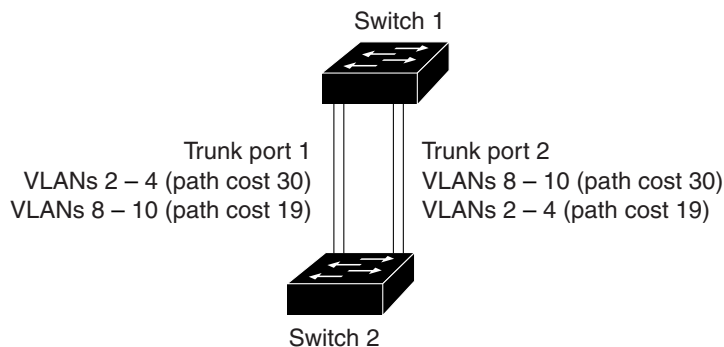 Switch 1
Trunk port 1
VLANs 2 – 4 (path cost 30)
VLANs 8 – 10 (path cost 19)
Trunk port 2
VLANs 8 – 10 (path cost 30)
VLANs 2 – 4 (path cost 19)
Switch 2